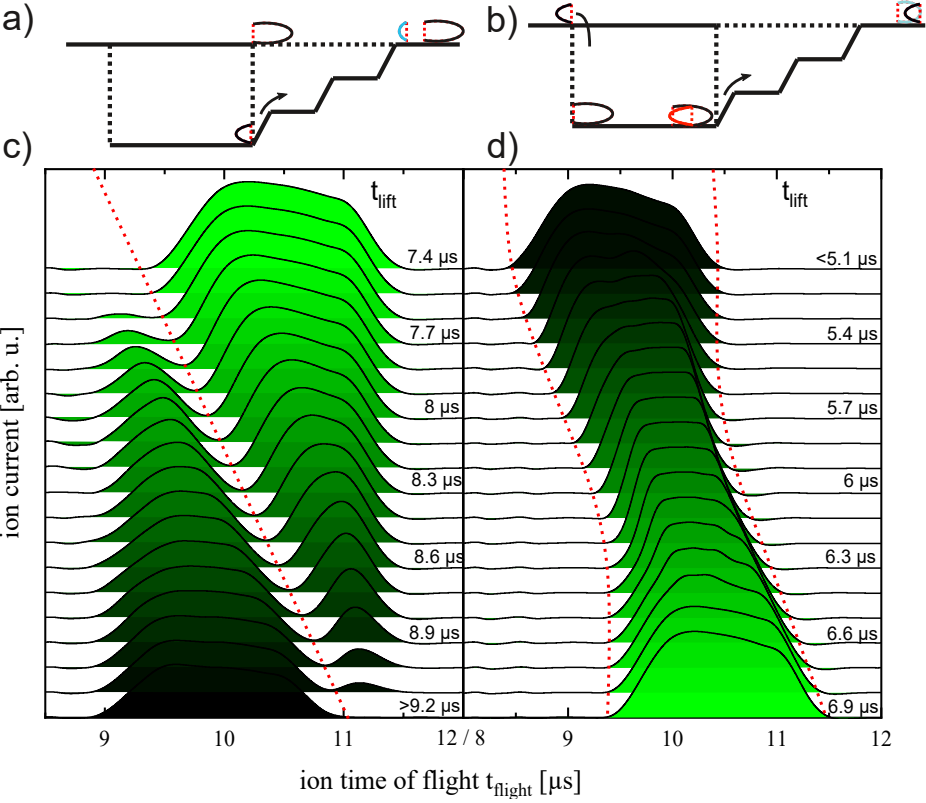 a)
b)
c)
d)
t_lift
t_lift
7.4 µs
7.7 µs
8 µs
8.3 µs
8.6 µs
8.9 µs
>9.2 µs
<5.1 µs
5.4 µs
5.7 µs
6 µs
6.3 µs
6.6 µs
6.9 µs
ion current [arb. u.]
9 10 11 12 / 8 9 10 11 12
ion time of flight t_flight [µs]